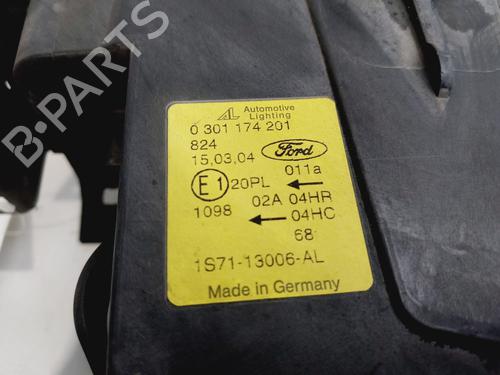 AL Automotive
Lighting
0 301 174 201
824
15,03,04 Ford
E1 20PL 011a
1098 02A 04HR
04HC
68
1S71-13006-AL
Made in Germany
B-PARTS